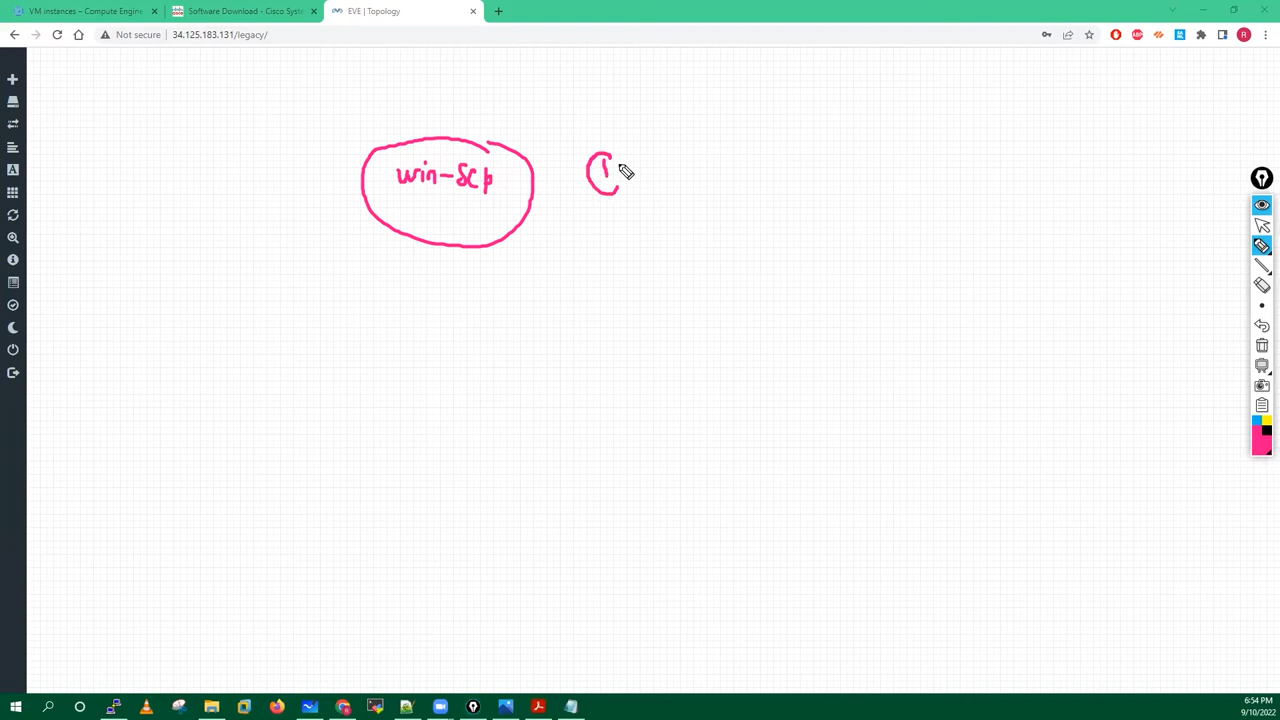 VM instances – Compute Engine
Software Download - Cisco Syste
EVE | Topology
Not secure
34.125.183.131/legacy/
R
win-scp
1
6:54 PM
9/10/2022